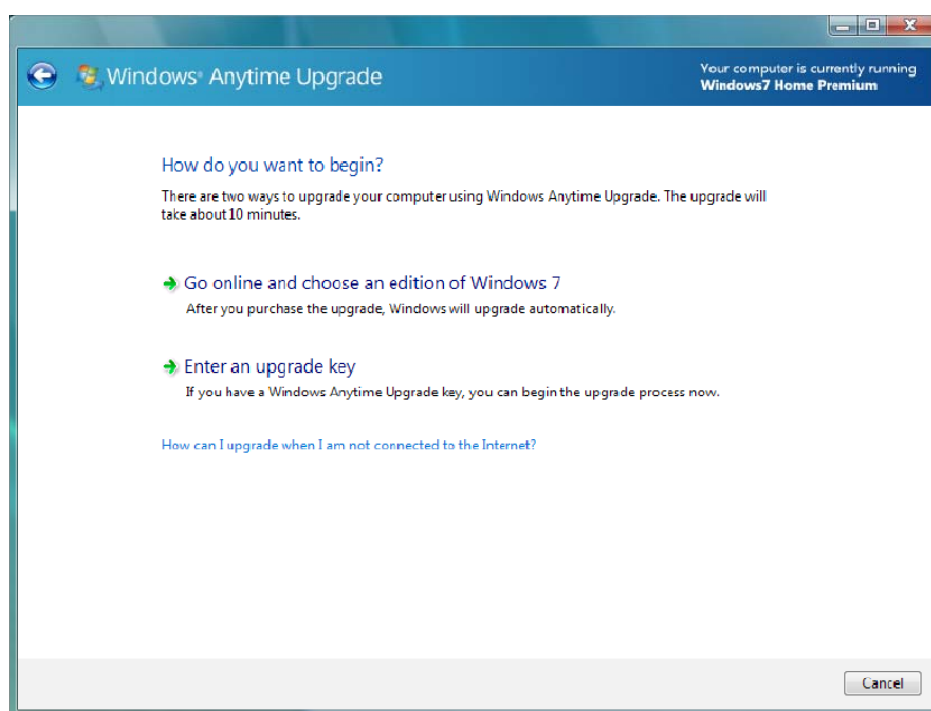 Windows® Anytime Upgrade
Your computer is currently running
Windows7 Home Premium
How do you want to begin?
There are two ways to upgrade your computer using Windows Anytime Upgrade. The upgrade will
take about 10 minutes.
Go online and choose an edition of Windows 7
After you purchase the upgrade, Windows will upgrade automatically.
Enter an upgrade key
If you have a Windows Anytime Upgrade key, you can begin the upgrade process now.
How can I upgrade when I am not connected to the Internet?
Cancel